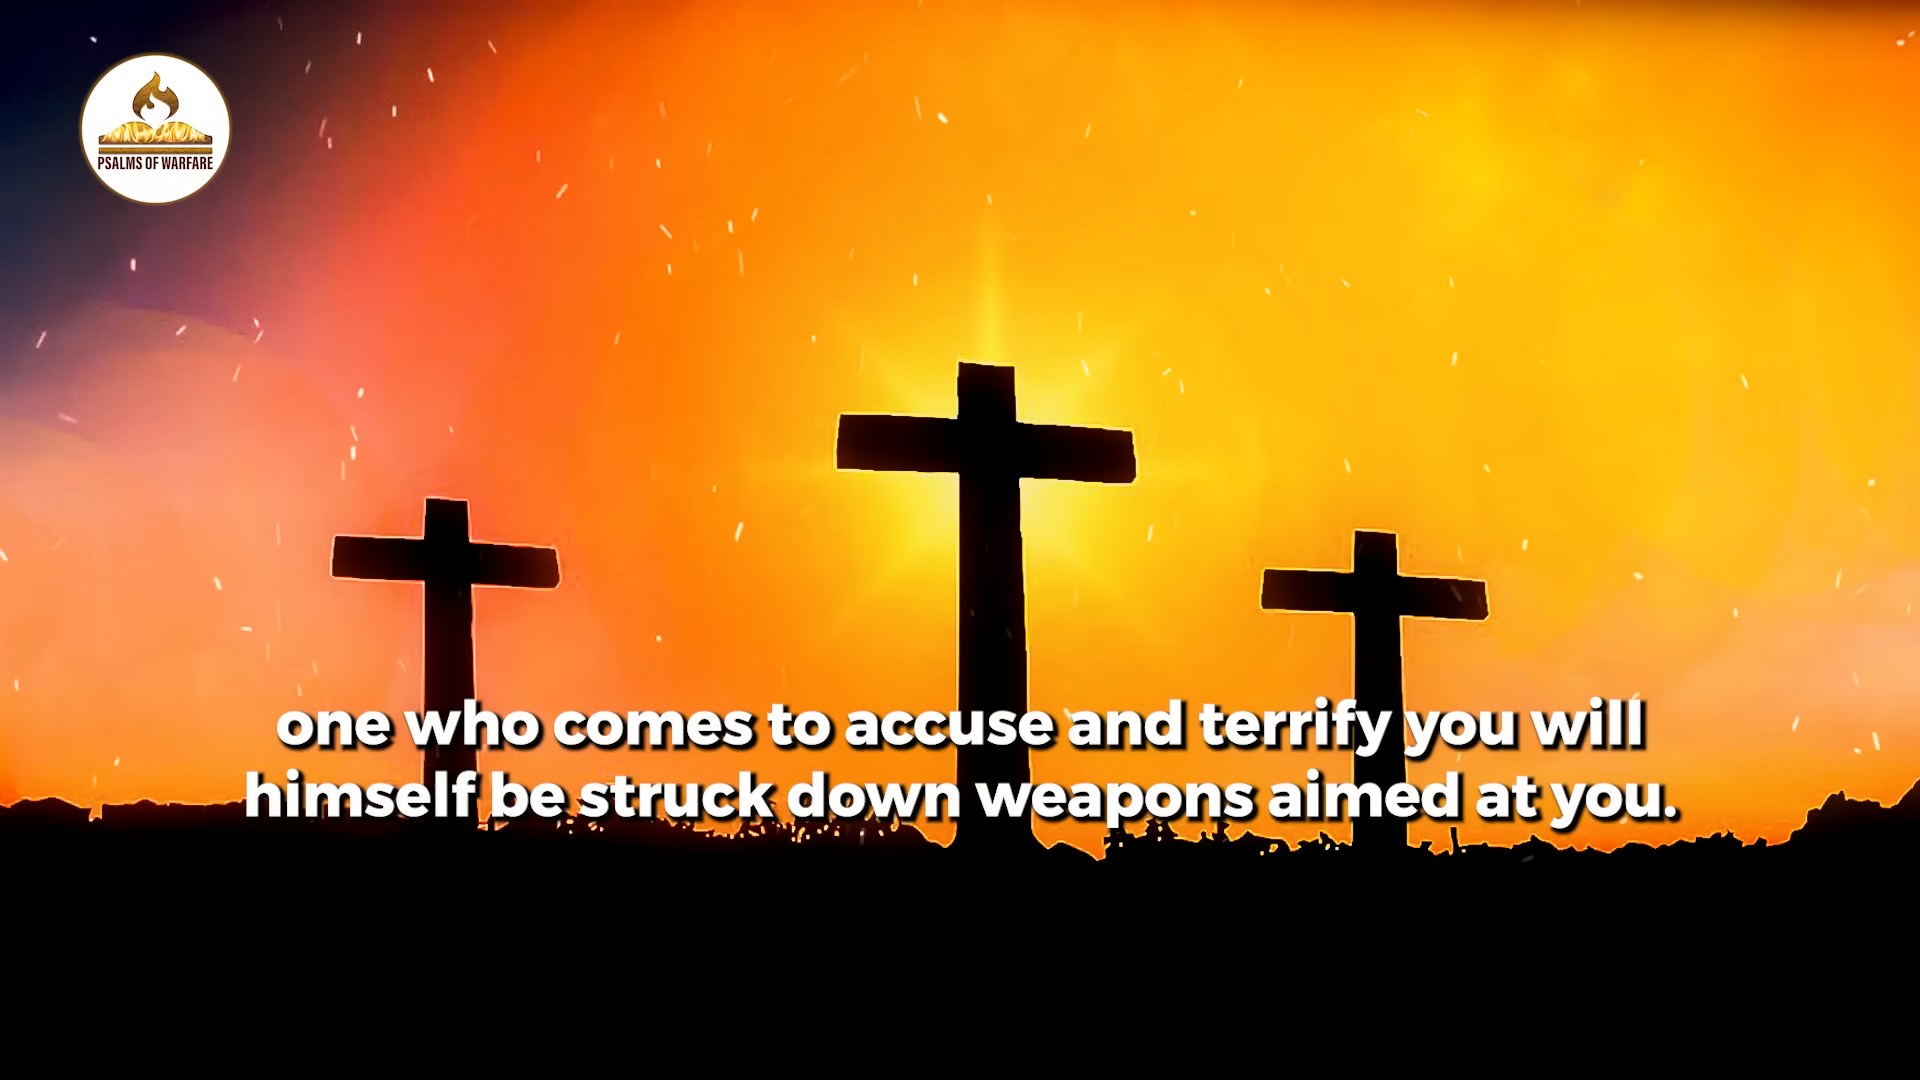 PSALMS OF WARFARE
one who comes to accuse and terrify you will
himself be struck down weapons aimed at you.